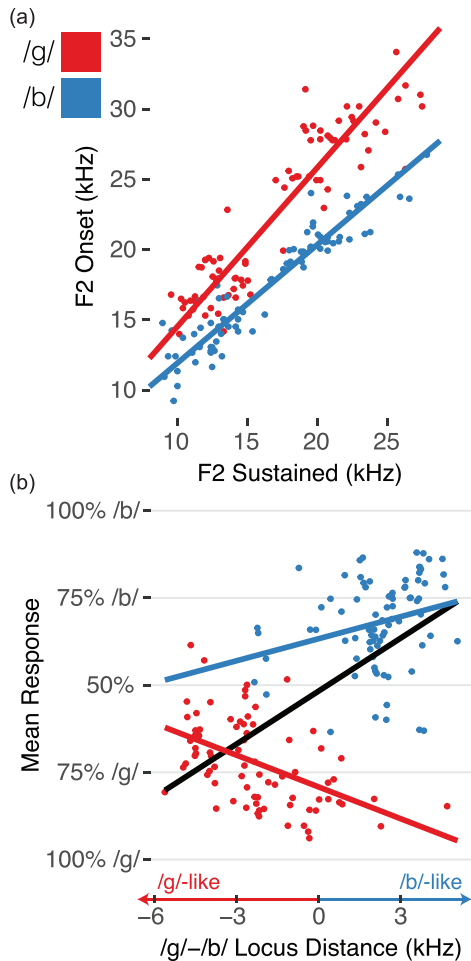 (a)
/g/
/b/
35
30
25
20
15
10
F2 Onset (kHz)
10 15 20 25
F2 Sustained (kHz)
(b)
100% /b/
75% /b/
50%
75% /g/
100% /g/
Mean Response
/g/-like /b/-like
−6 −3 0 3
/g/−/b/ Locus Distance (kHz)